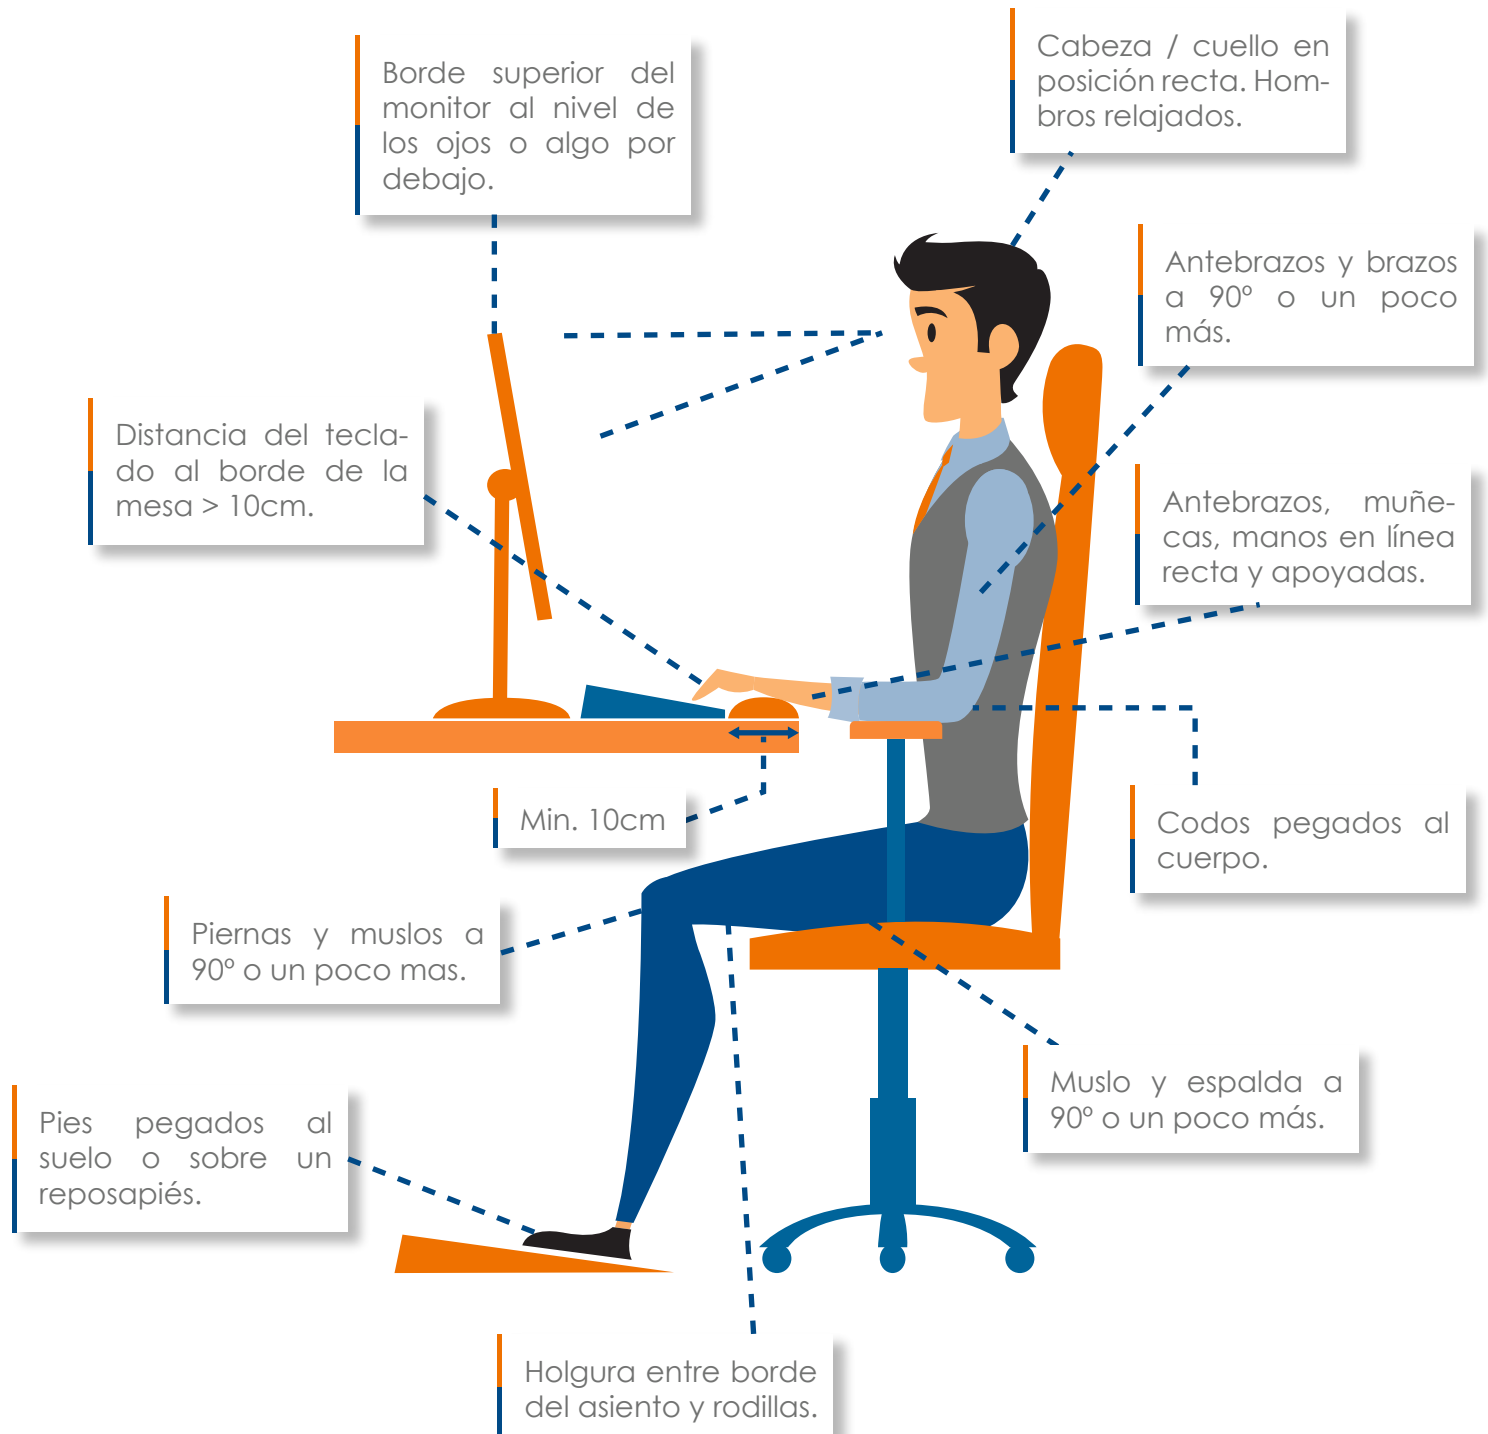 Borde superior del
monitor al nivel de
los ojos o algo por
debajo.
Cabeza / cuello en
posición recta. Hom-
bros relajados.
Antebrazos y brazos
a 90º o un poco
más.
Distancia del tecla-
do al borde de la
mesa > 10cm.
Antebrazos, muñe-
cas, manos en línea
recta y apoyadas.
Min. 10cm
Codos pegados al
cuerpo.
Piernas y muslos a
90º o un poco mas.
Muslo y espalda a
90º o un poco más.
Pies pegados al
suelo o sobre un
reposapiés.
Holgura entre borde
del asiento y rodillas.